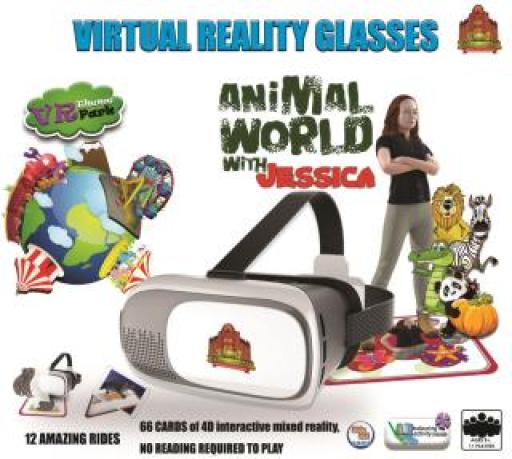 VIRTUAL REALITY GLASSES
VR Theme
Park
ANiMAL
WORLD
WITH JESSICA
12 AMAZING RIDES
66 CARDS of 4D interactive mixed reality,
NO READING REQUIRED TO PLAY